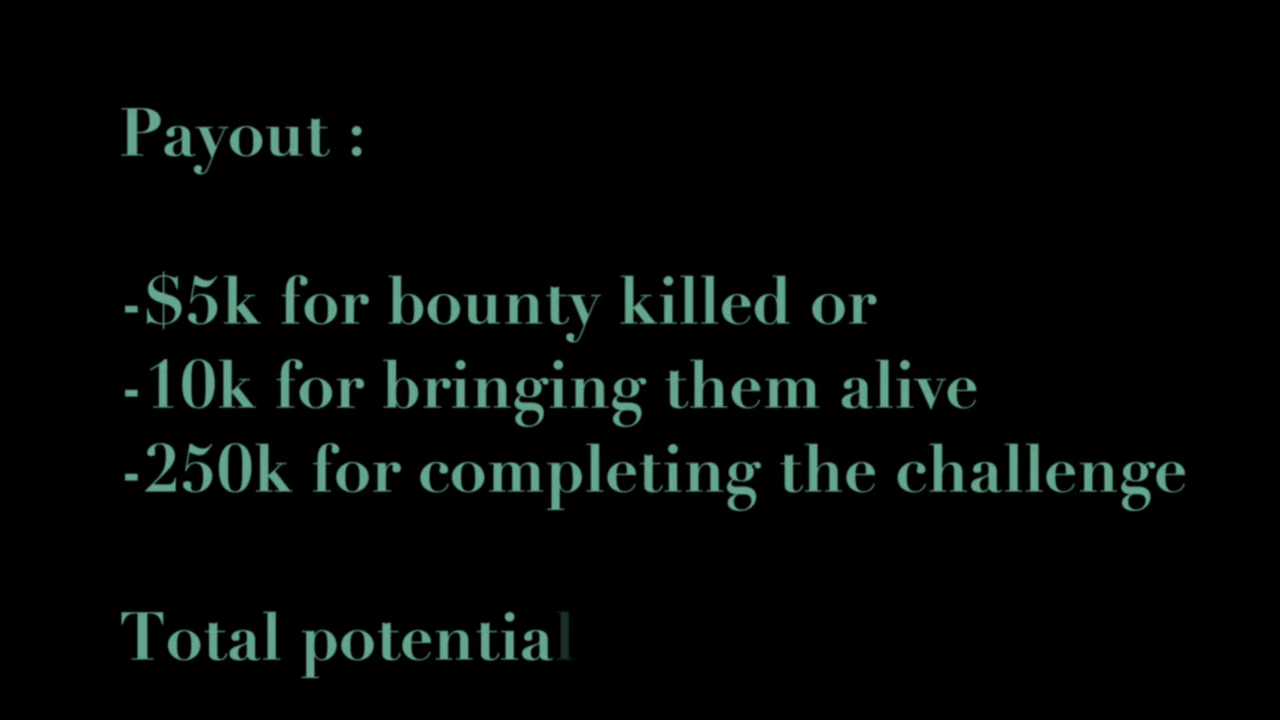 Payout :
-$5k for bounty killed or
-10k for bringing them alive
-250k for completing the challenge
Total potential